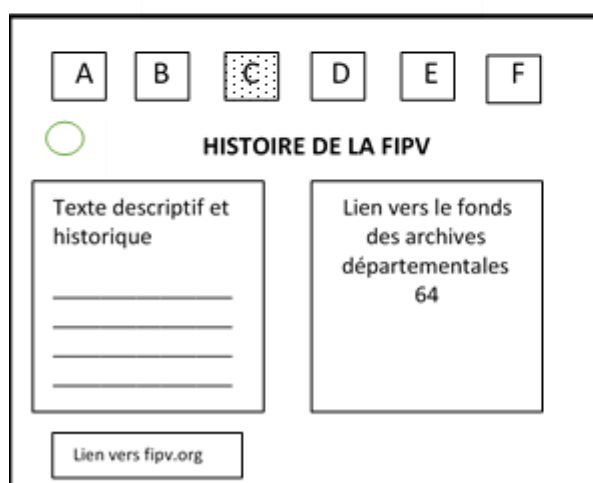 A B C D E F
HISTOIRE DE LA FIPV
Texte descriptif et
historique
Lien vers le fonds
des archives
départementales
64
Lien vers fipv.org